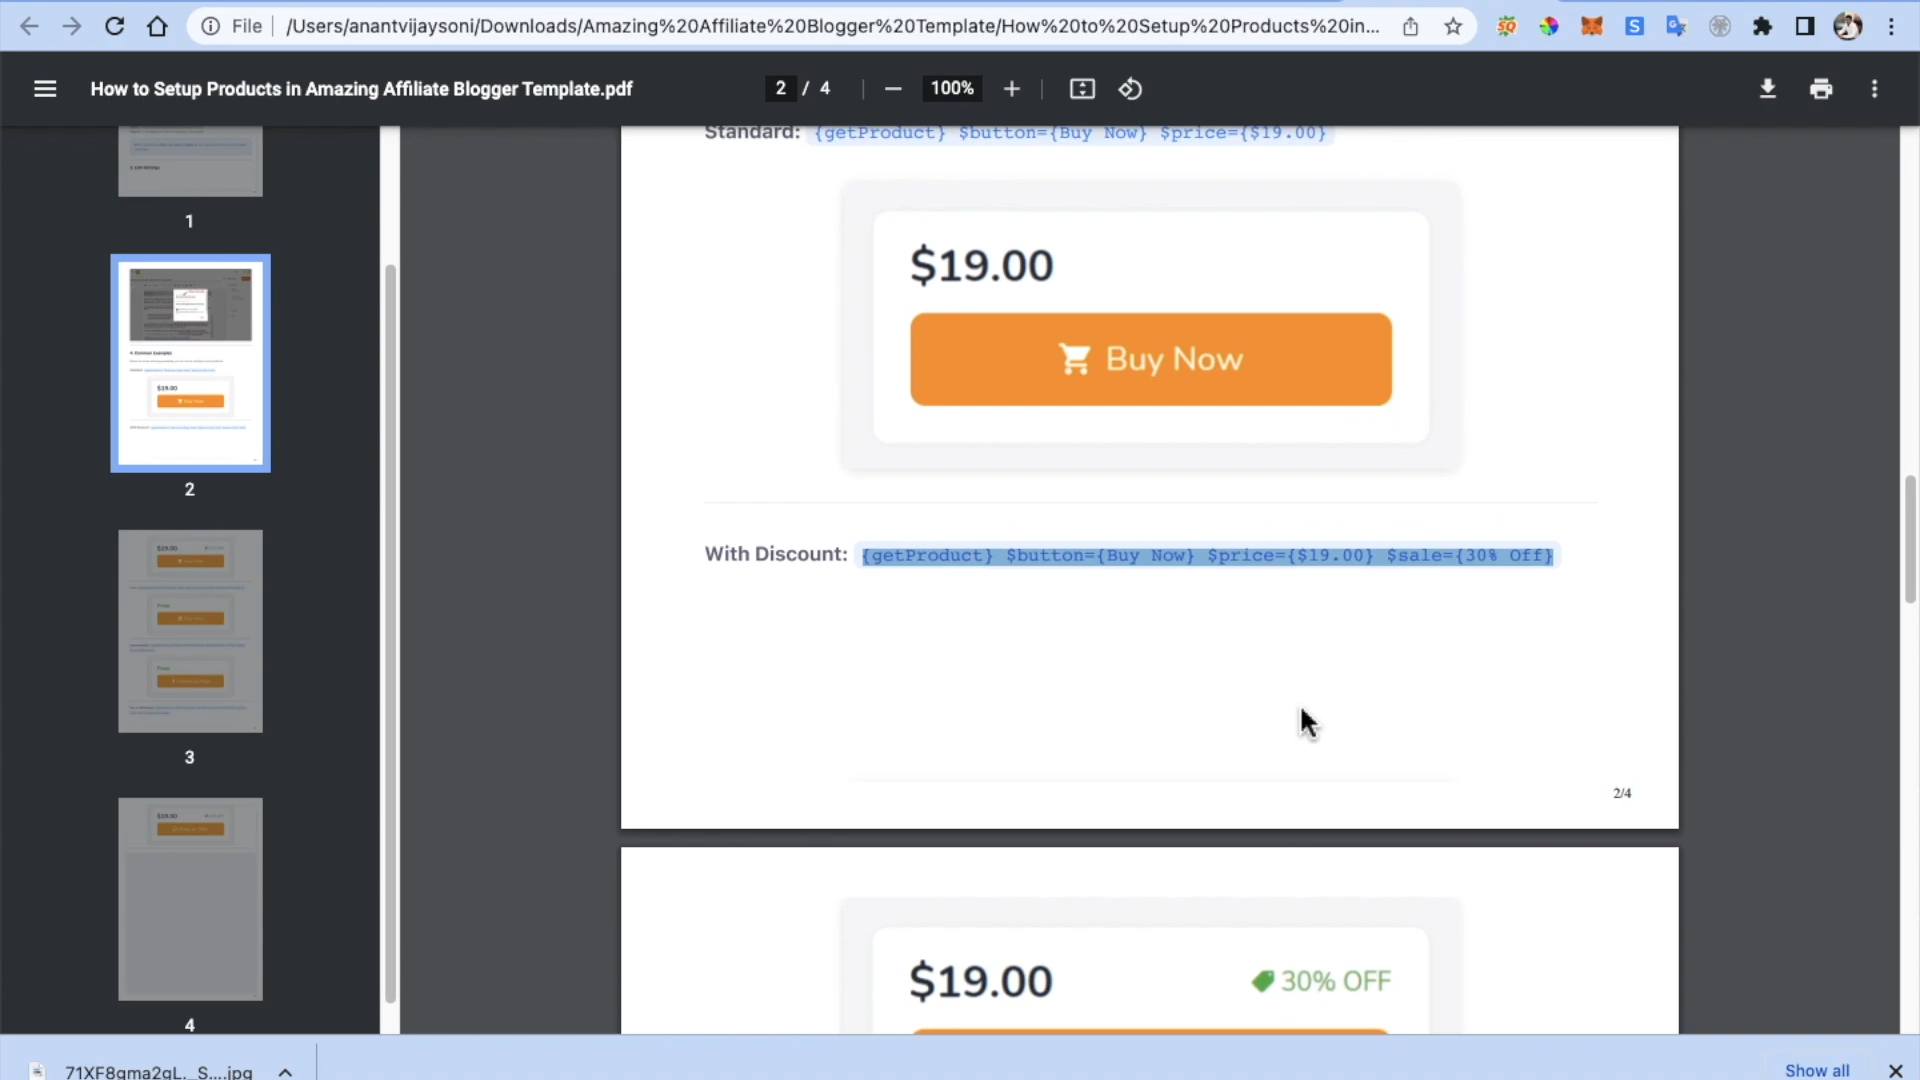 File
/Users/anantvijaysoni/Downloads/Amazing%20Affiliate%20Blogger%20Template/How%20to%20Setup%20Products%20in...
How to Setup Products in Amazing Affiliate Blogger Template.pdf
2 / 4
100%
1
2
3
4
Standard: {getProduct} $button={Buy Now} $price={$19.00}
$19.00
Buy Now
With Discount: {getProduct} $button={Buy Now} $price={$19.00} $sale={30% Off}
2/4
$19.00
30% OFF
71XF8gma2gL._S....jpg
Show all